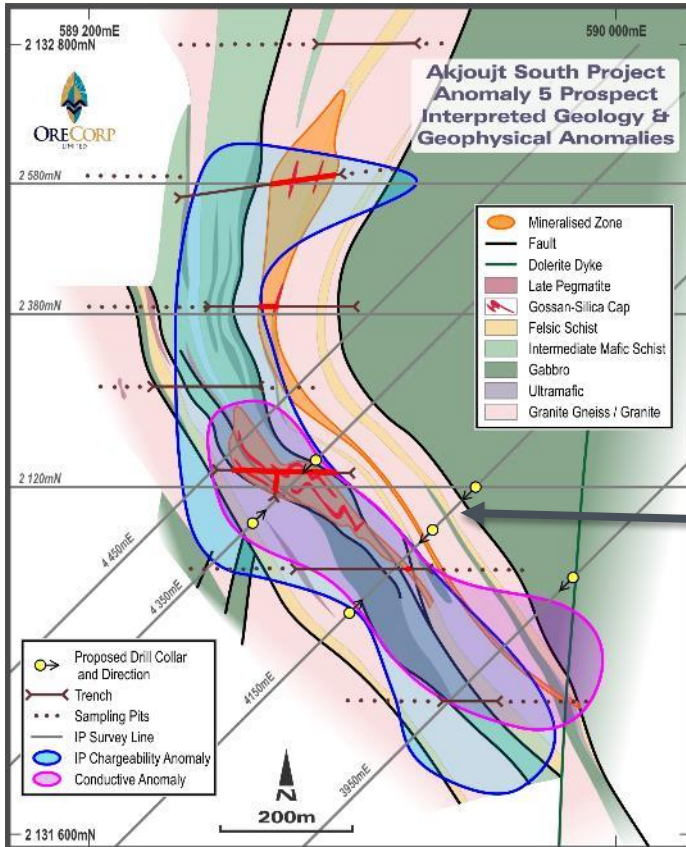 589 200mE
590 000mE
2 132 800mN
Akjoujt South Project
Anomaly 5 Prospect
Interpreted Geology &
Geophysical Anomalies
ORECORP
LIMITED
2 580mN
Mineralised Zone
Fault
Dolerite Dyke
Late Pegmatite
Gossan-Silica Cap
Felsic Schist
Intermediate Mafic Schist
Gabbro
Ultramafic
Granite Gneiss / Granite
2 380mN
2 120mN
4 450mE
4 350mE
4150mE
3950mE
Proposed Drill Collar
and Direction
Trench
Sampling Pits
IP Survey Line
IP Chargeability Anomaly
Conductive Anomaly
N
200m
2 131 600mN